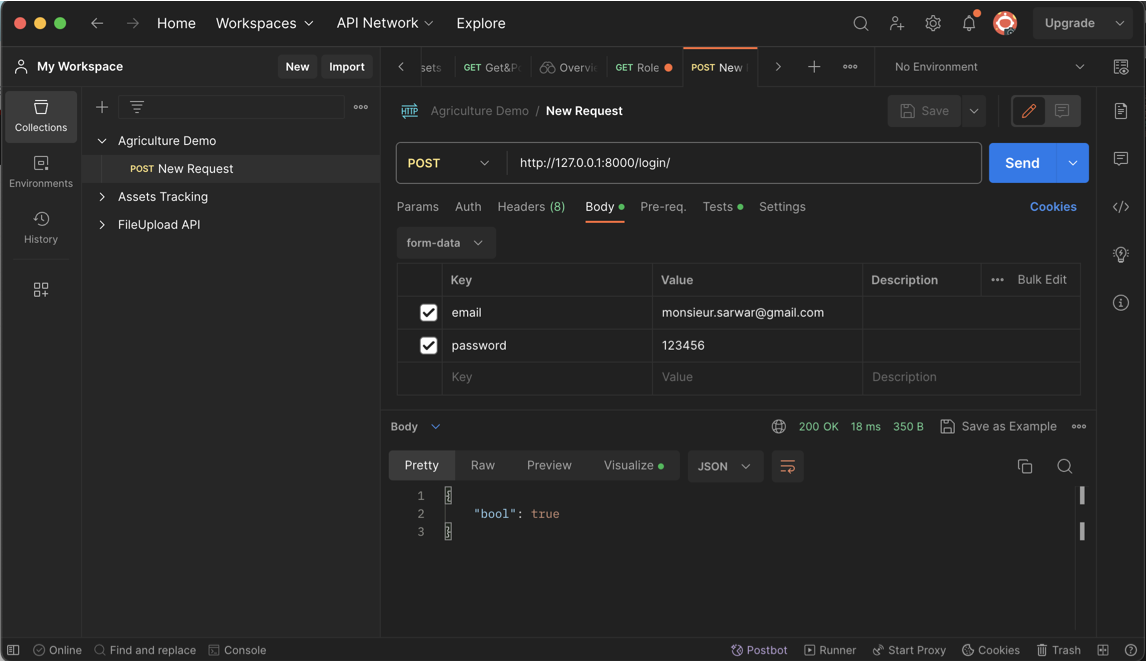 Home Workspaces API Network Explore Upgrade
My Workspace New Import sets GET Get&P Overvi GET Role POST New No Environment
Collections
Environments
History
Agriculture Demo
POST New Request
Assets Tracking
FileUpload API
HTTP Agriculture Demo / New Request Save
POST http://127.0.0.1:8000/login/ Send
Params Auth Headers (8) Body Pre-req. Tests Settings Cookies
form-data
Key Value Description ••• Bulk Edit
email monsieur.sarwar@gmail.com
password 123456
Key Value Description
Body 200 OK 18 ms 350 B Save as Example
Pretty Raw Preview Visualize JSON
1 {
2 "bool": true
3 }
Online Find and replace Console Postbot Runner Start Proxy Cookies Trash